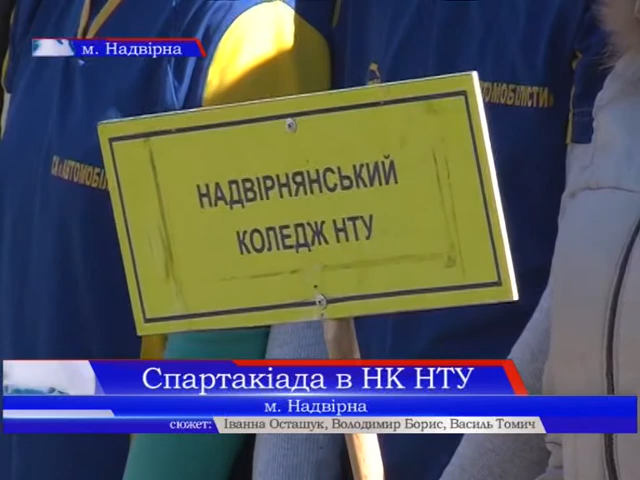 м. Надвірна
НАДВІРНЯНСЬКИЙ
КОЛЕДЖ НТУ
Спартакіада в НК НТУ
м. Надвірна
сюжет: Іванна Осташук, Володимир Борис, Василь Томич